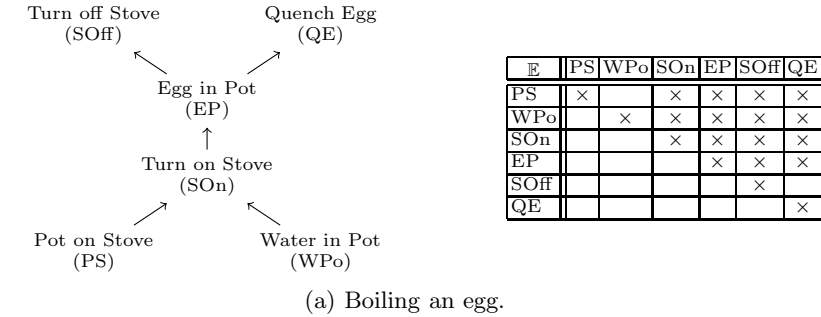 Turn off Stove
(SOff)
Quench Egg
(QE)
Egg in Pot
(EP)
Turn on Stove
(SOn)
Pot on Stove
(PS)
Water in Pot
(WPo)
𝔼 PS WPo SOn EP SOff QE
PS × × × × ×
WPo × × × × ×
SOn × × × ×
EP × × ×
SOff ×
QE ×
(a) Boiling an egg.